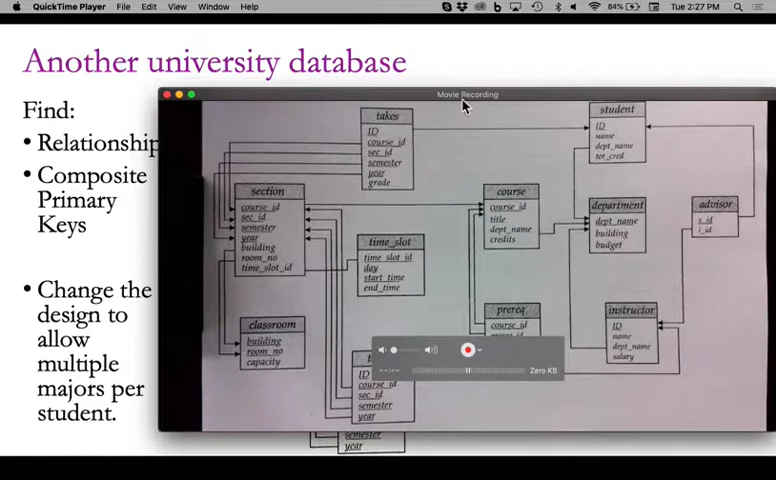 QuickTime Player File Edit View Window Help 84% Tue 2:27 PM
Another university database
Find:
• Relationship
• Composite
Primary
Keys
• Change the
design to
allow
multiple
majors per
student.
Movie Recording
takes
ID
course_id
sec_id
semester
year
grade
student
ID
name
dept_name
tot_cred
section
course_id
sec_id
semester
year
building
room_no
time_slot_id
course
course_id
title
dept_name
credits
department
dept_name
building
budget
advisor
s_id
i_id
time_slot
time_slot_id
day
start_time
end_time
prereq
course_id
instructor
ID
name
dept_name
salary
classroom
building
room_no
capacity
ID
course_id
sec_id
semester
year
semester
year
--:--
Zero KB